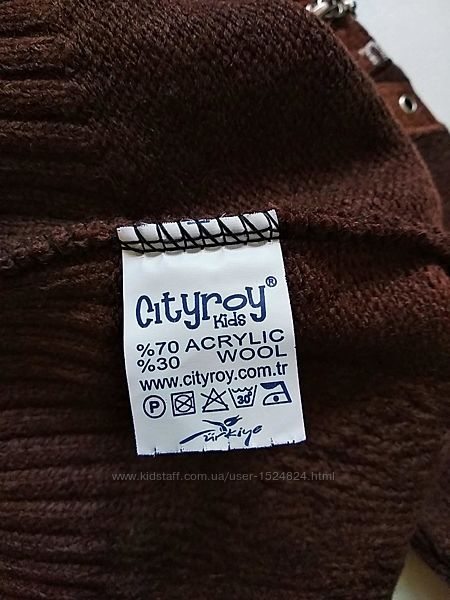 Cityroy®
Kids
%70 ACRYLIC
%30 WOOL
www.cityroy.com.tr
P 30
Türkiye
www.kidstaff.com.ua/user-1524824.html